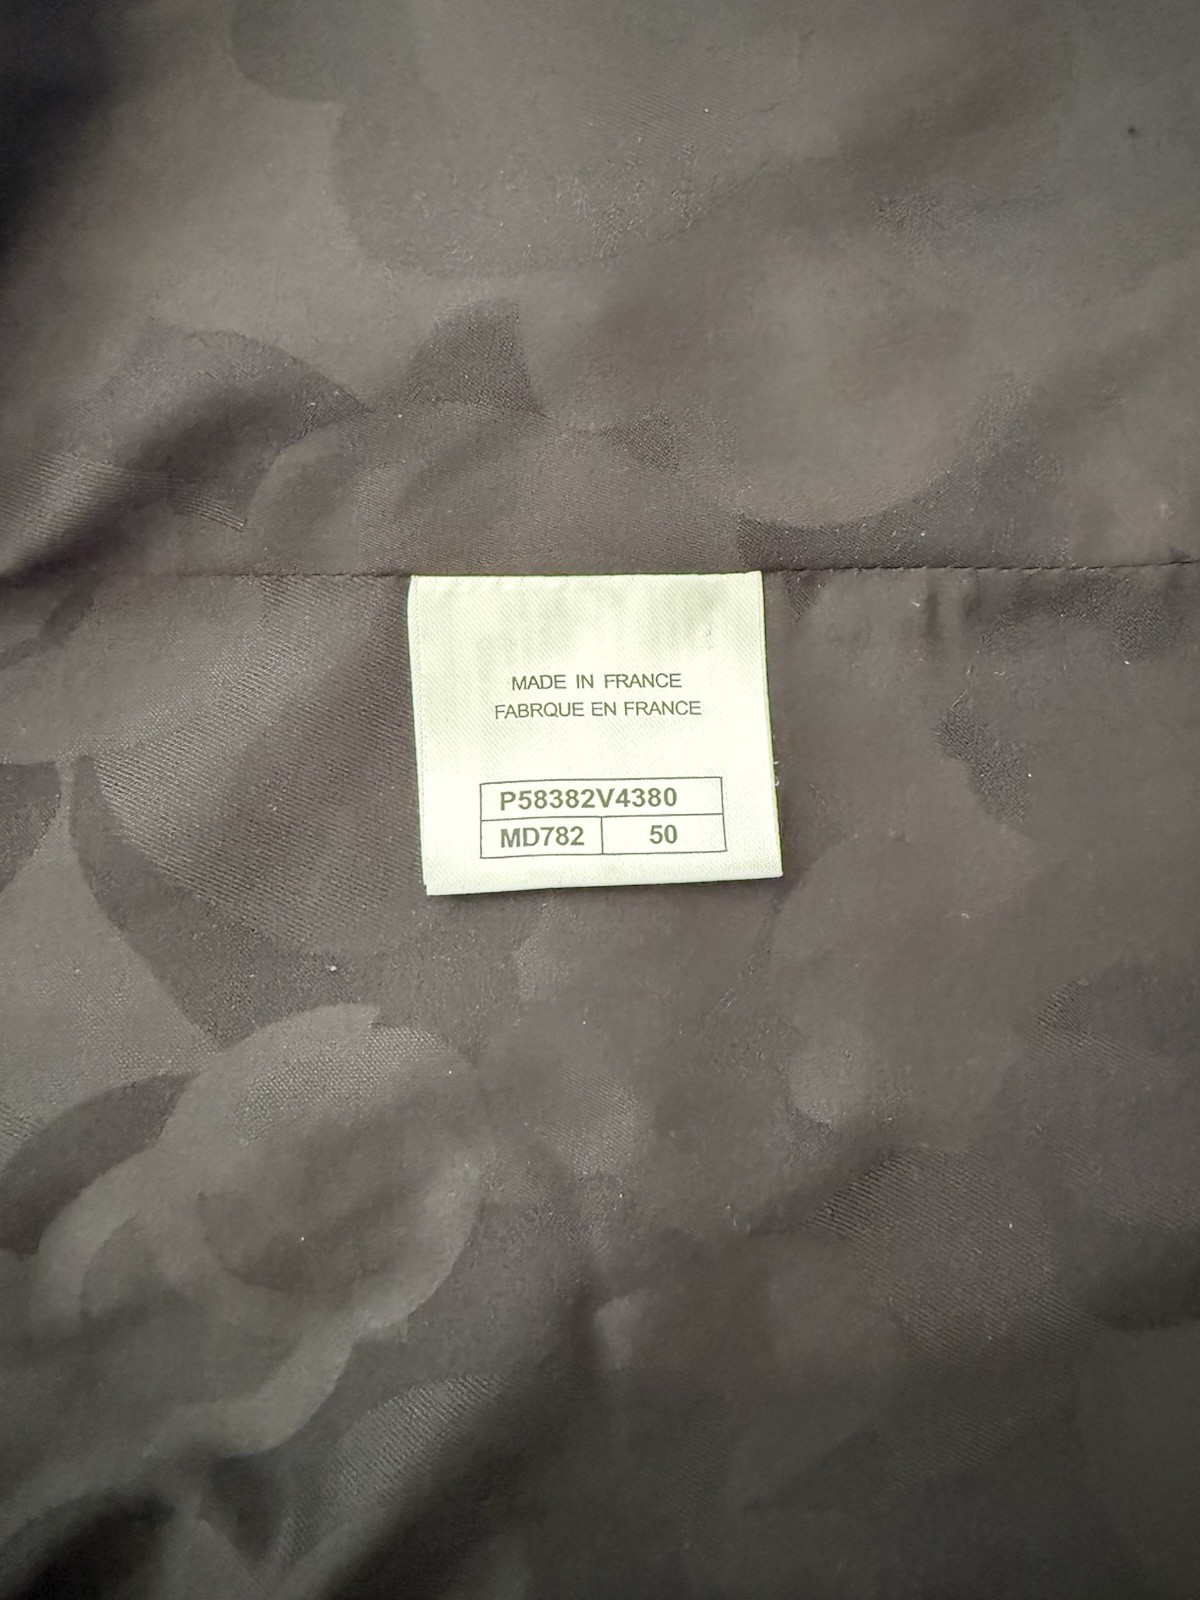 MADE IN FRANCE
FABRQUE EN FRANCE
P58382V4380
MD782 50